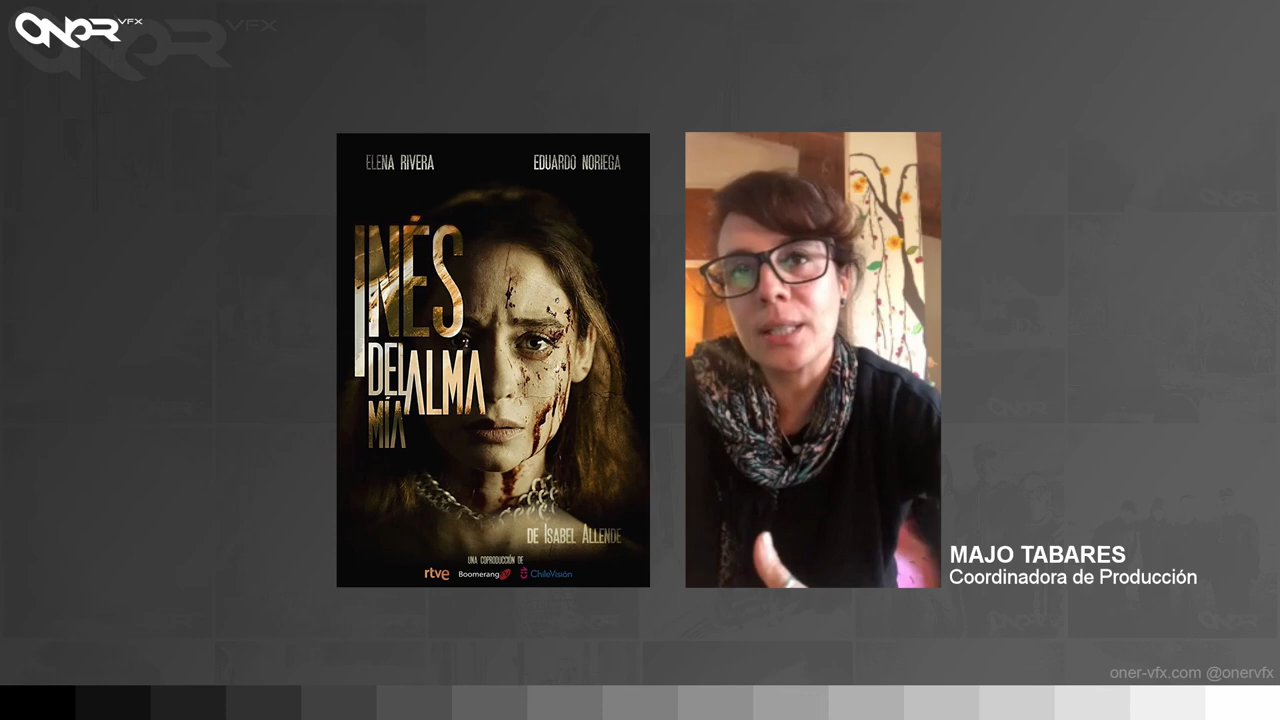 ONER VFX
ELENA RIVERA
EDUARDO NORIEGA
INÉS
DEL ALMA
MÍA
DE ISABEL ALLENDE
UNA COPRODUCCIÓN DE
rtve Boomerang TV ChileVisión
MAJO TABARES
Coordinadora de Producción
oner-vfx.com @onervfx